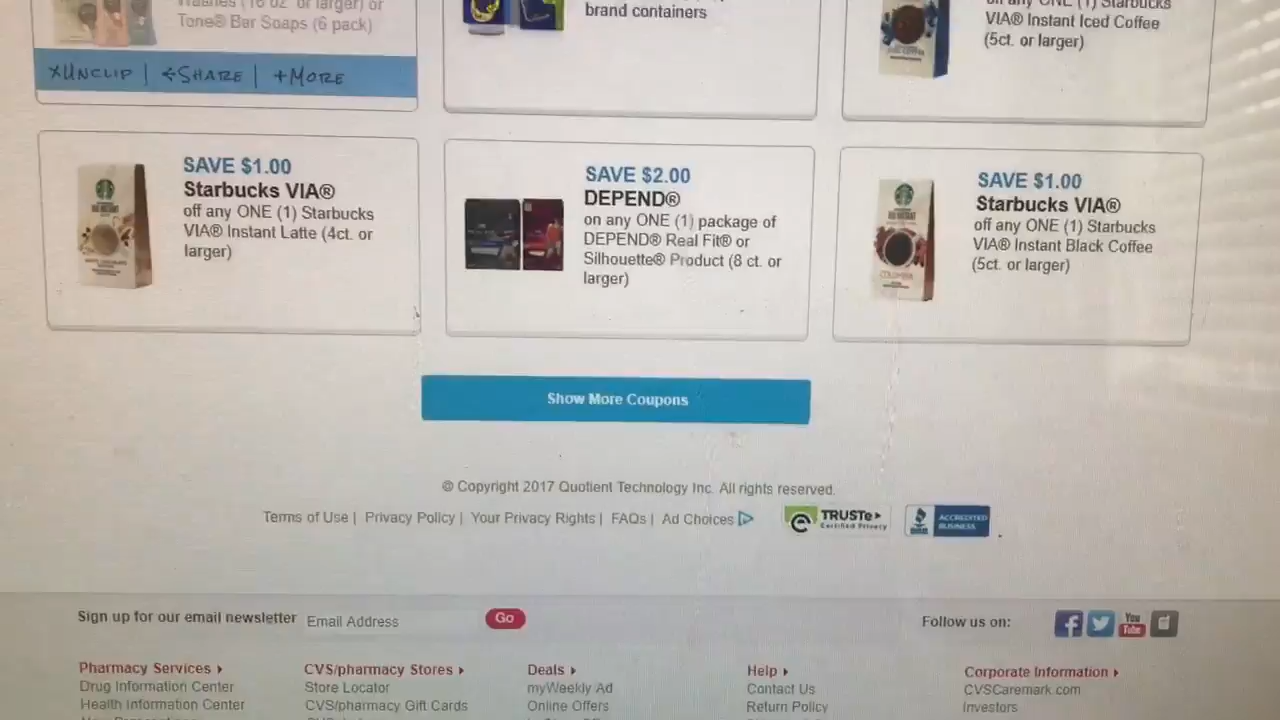 Tone® Bar Soaps (6 pack)
xUNCLIP | SHARE | +MORE
brand containers
VIA® Instant Iced Coffee
(5ct. or larger)
SAVE $1.00
Starbucks VIA®
off any ONE (1) Starbucks
VIA® Instant Latte (4ct. or
larger)
SAVE $2.00
DEPEND®
on any ONE (1) package of
DEPEND® Real Fit® or
Silhouette® Product (8 ct. or
larger)
SAVE $1.00
Starbucks VIA®
off any ONE (1) Starbucks
VIA® Instant Black Coffee
(5ct. or larger)
COLOMBIA
Show More Coupons
© Copyright 2017 Quotient Technology Inc. All rights reserved.
Terms of Use | Privacy Policy | Your Privacy Rights | FAQs | Ad Choices
TRUSTe
Certified Privacy
BBB
ACCREDITED
BUSINESS
Sign up for our email newsletter Email Address Go
Follow us on:
You
Tube
Pharmacy Services
Drug Information Center
Health Information Center
CVS/pharmacy Stores
Store Locator
CVS/pharmacy Gift Cards
Deals
myWeekly Ad
Online Offers
Help
Contact Us
Return Policy
Corporate Information
CVSCaremark.com
Investors